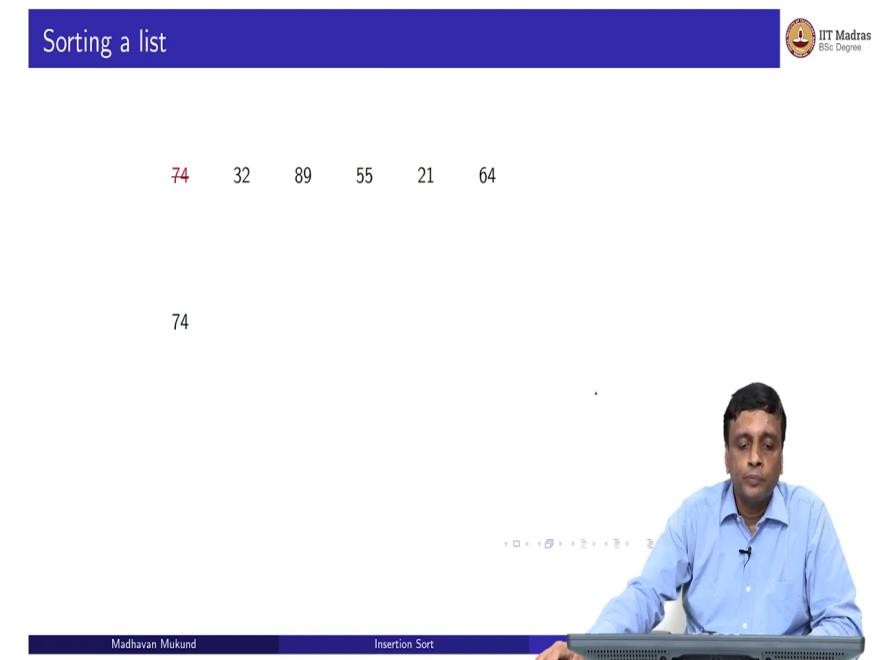 Sorting a list
IIT Madras
BSc Degree
74 32 89 55 21 64
74
Madhavan Mukund
Insertion Sort